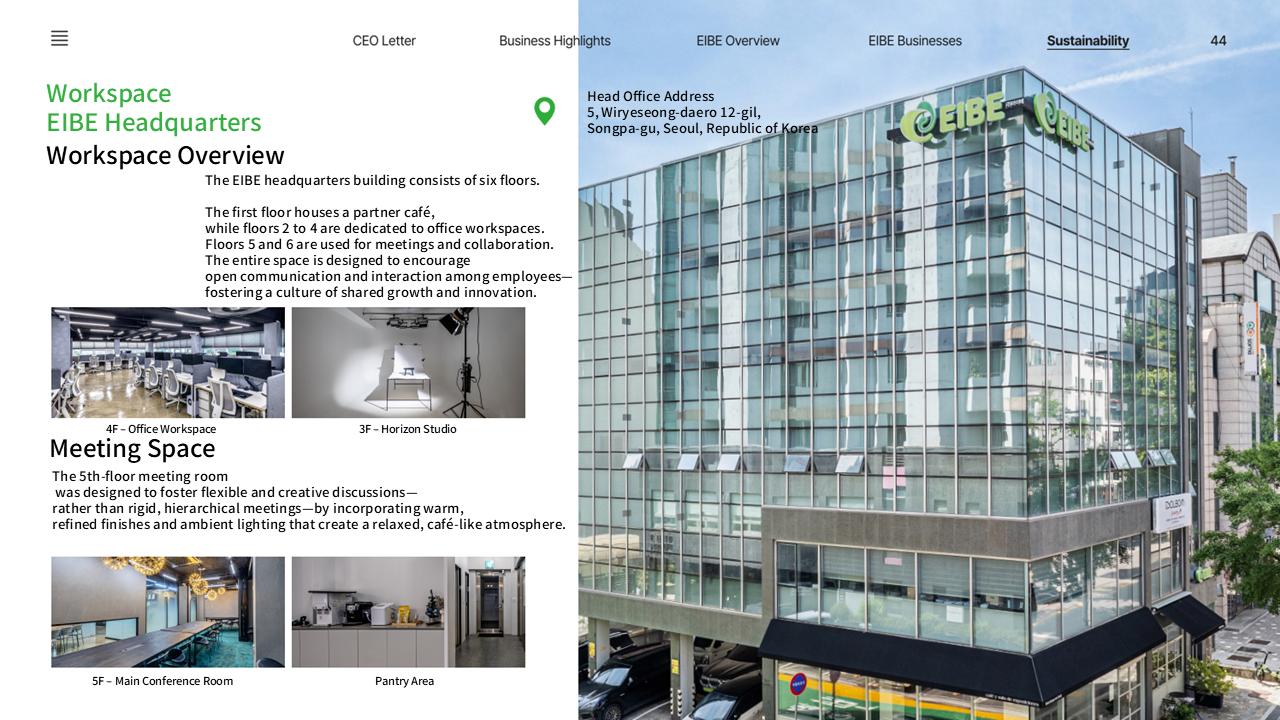 CEO Letter
Business Highlights
EIBE Overview
EIBE Businesses
Sustainability
44
Workspace
EIBE Headquarters
Workspace Overview
The EIBE headquarters building consists of six floors.
The first floor houses a partner café,
while floors 2 to 4 are dedicated to office workspaces.
Floors 5 and 6 are used for meetings and collaboration.
The entire space is designed to encourage
open communication and interaction among employees—
fostering a culture of shared growth and innovation.
4F – Office Workspace
3F – Horizon Studio
Meeting Space
The 5th-floor meeting room
was designed to foster flexible and creative discussions—
rather than rigid, hierarchical meetings—by incorporating warm,
refined finishes and ambient lighting that create a relaxed, café-like atmosphere.
5F – Main Conference Room
Pantry Area
Head Office Address
5, Wiryeseong-daero 12-gil,
Songpa-gu, Seoul, Republic of Korea
EIBE
EIBE